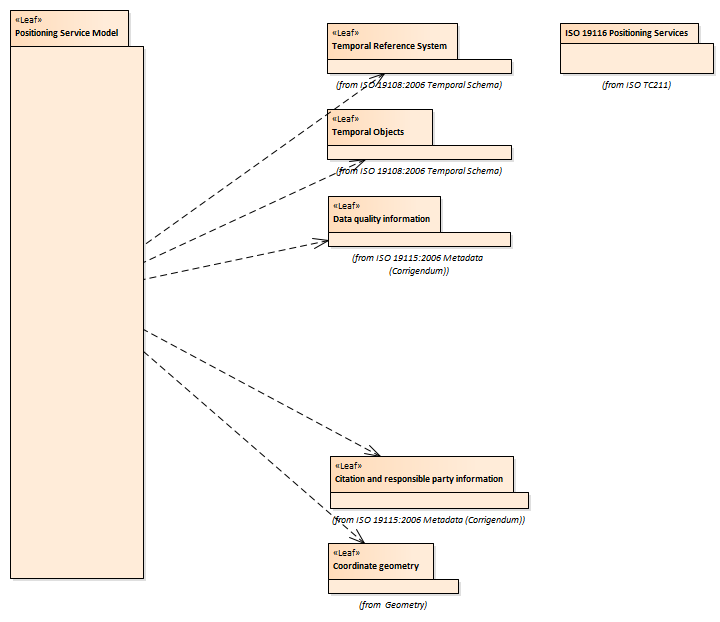 «Leaf»
Positioning Service Model
«Leaf»
Temporal Reference System
(from ISO 19108:2006 Temporal Schema)
ISO 19116 Positioning Services
(from ISO TC211)
«Leaf»
Temporal Objects
(from ISO 19108:2006 Temporal Schema)
«Leaf»
Data quality information
(from ISO 19115:2006 Metadata
(Corrigendum))
«Leaf»
Citation and responsible party information
(from ISO 19115:2006 Metadata (Corrigendum))
«Leaf»
Coordinate geometry
(from Geometry)